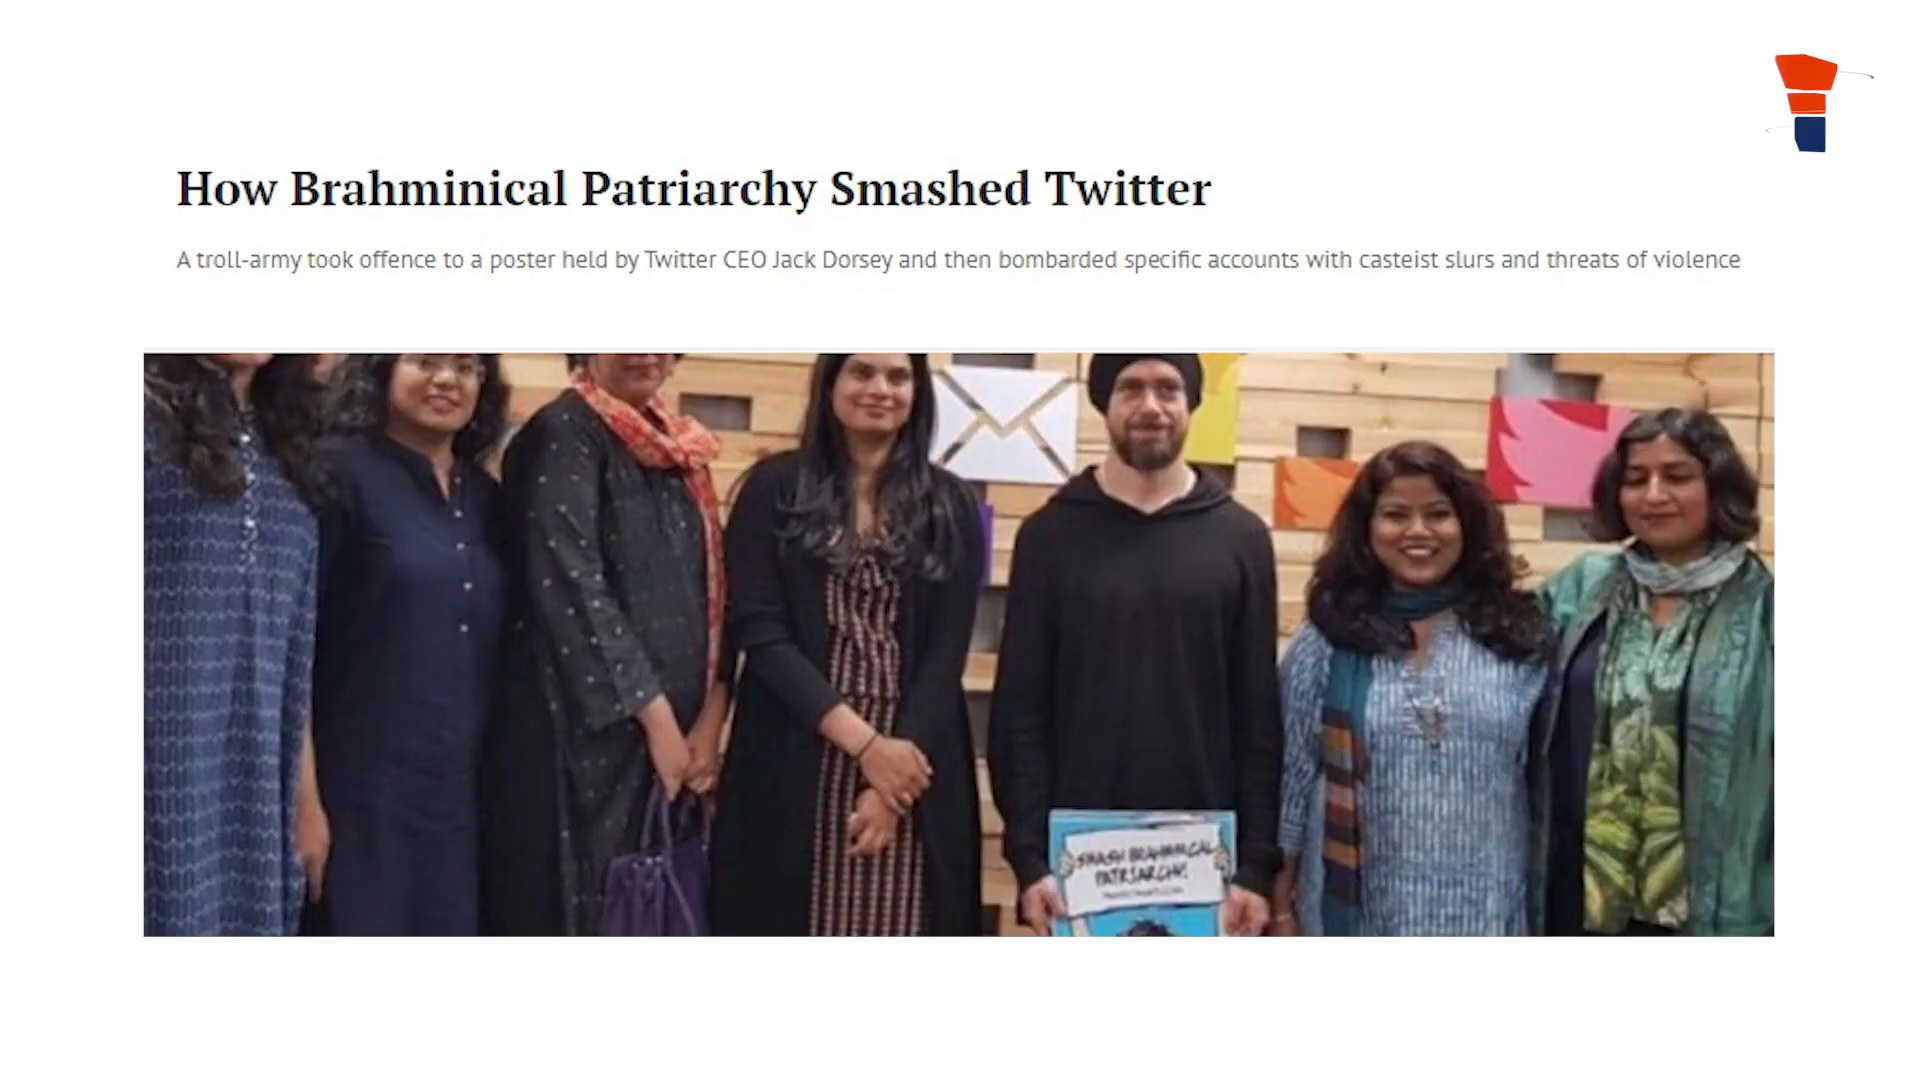 How Brahminical Patriarchy Smashed Twitter
A troll-army took offence to a poster held by Twitter CEO Jack Dorsey and then bombarded specific accounts with casteist slurs and threats of violence
SMASH BRAHMINICAL
PATRIARCHY!